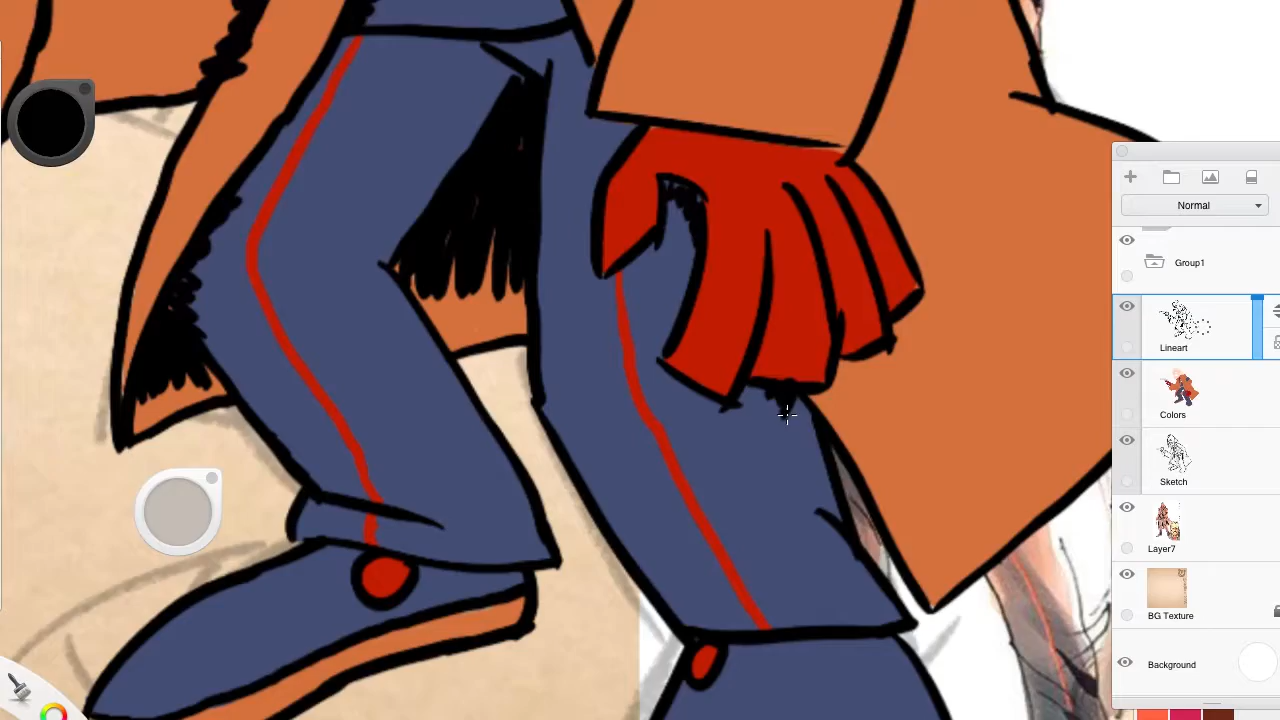 Normal
Group1
Lineart
Colors
Sketch
Layer7
BG Texture
Background